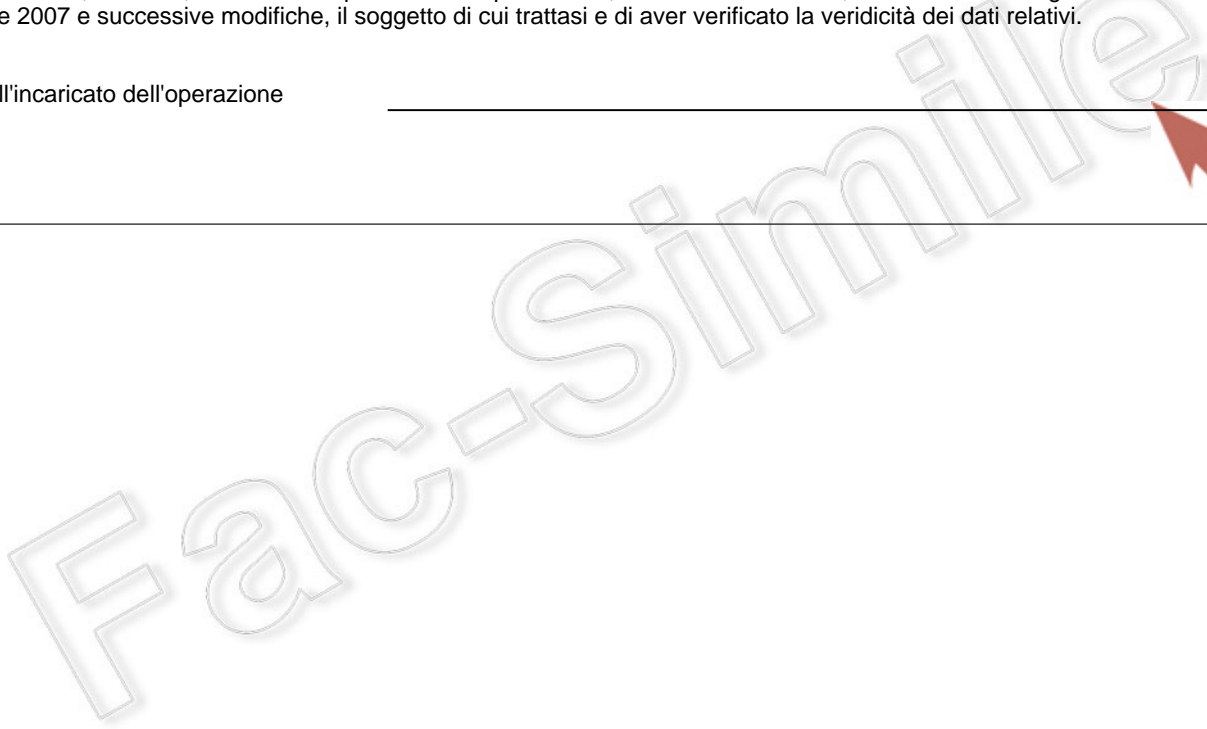 e 2007 e successive modifiche, il soggetto di cui trattasi e di aver verificato la veridicità dei dati relativi.
ll'incaricato dell'operazione
Fac-Simile